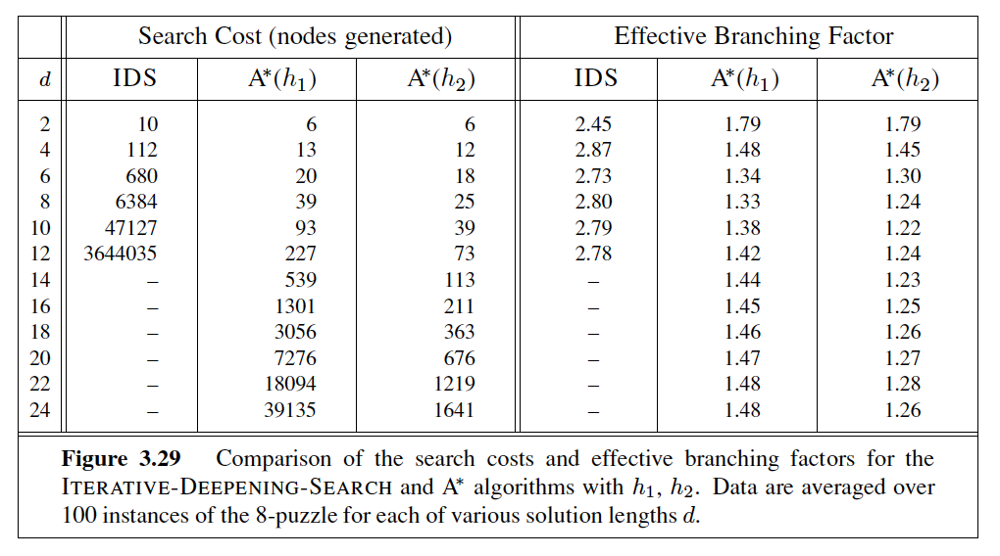 Search Cost (nodes generated) Effective Branching Factor
d IDS A*(h1) A*(h2) IDS A*(h1) A*(h2)
2 10 6 6 2.45 1.79 1.79
4 112 13 12 2.87 1.48 1.45
6 680 20 18 2.73 1.34 1.30
8 6384 39 25 2.80 1.33 1.24
10 47127 93 39 2.79 1.38 1.22
12 3644035 227 73 2.78 1.42 1.24
14 – 539 113 – 1.44 1.23
16 – 1301 211 – 1.45 1.25
18 – 3056 363 – 1.46 1.26
20 – 7276 676 – 1.47 1.27
22 – 18094 1219 – 1.48 1.28
24 – 39135 1641 – 1.48 1.26
Figure 3.29 Comparison of the search costs and effective branching factors for the
ITERATIVE-DEEPENING-SEARCH and A* algorithms with h1, h2. Data are averaged over
100 instances of the 8-puzzle for each of various solution lengths d.